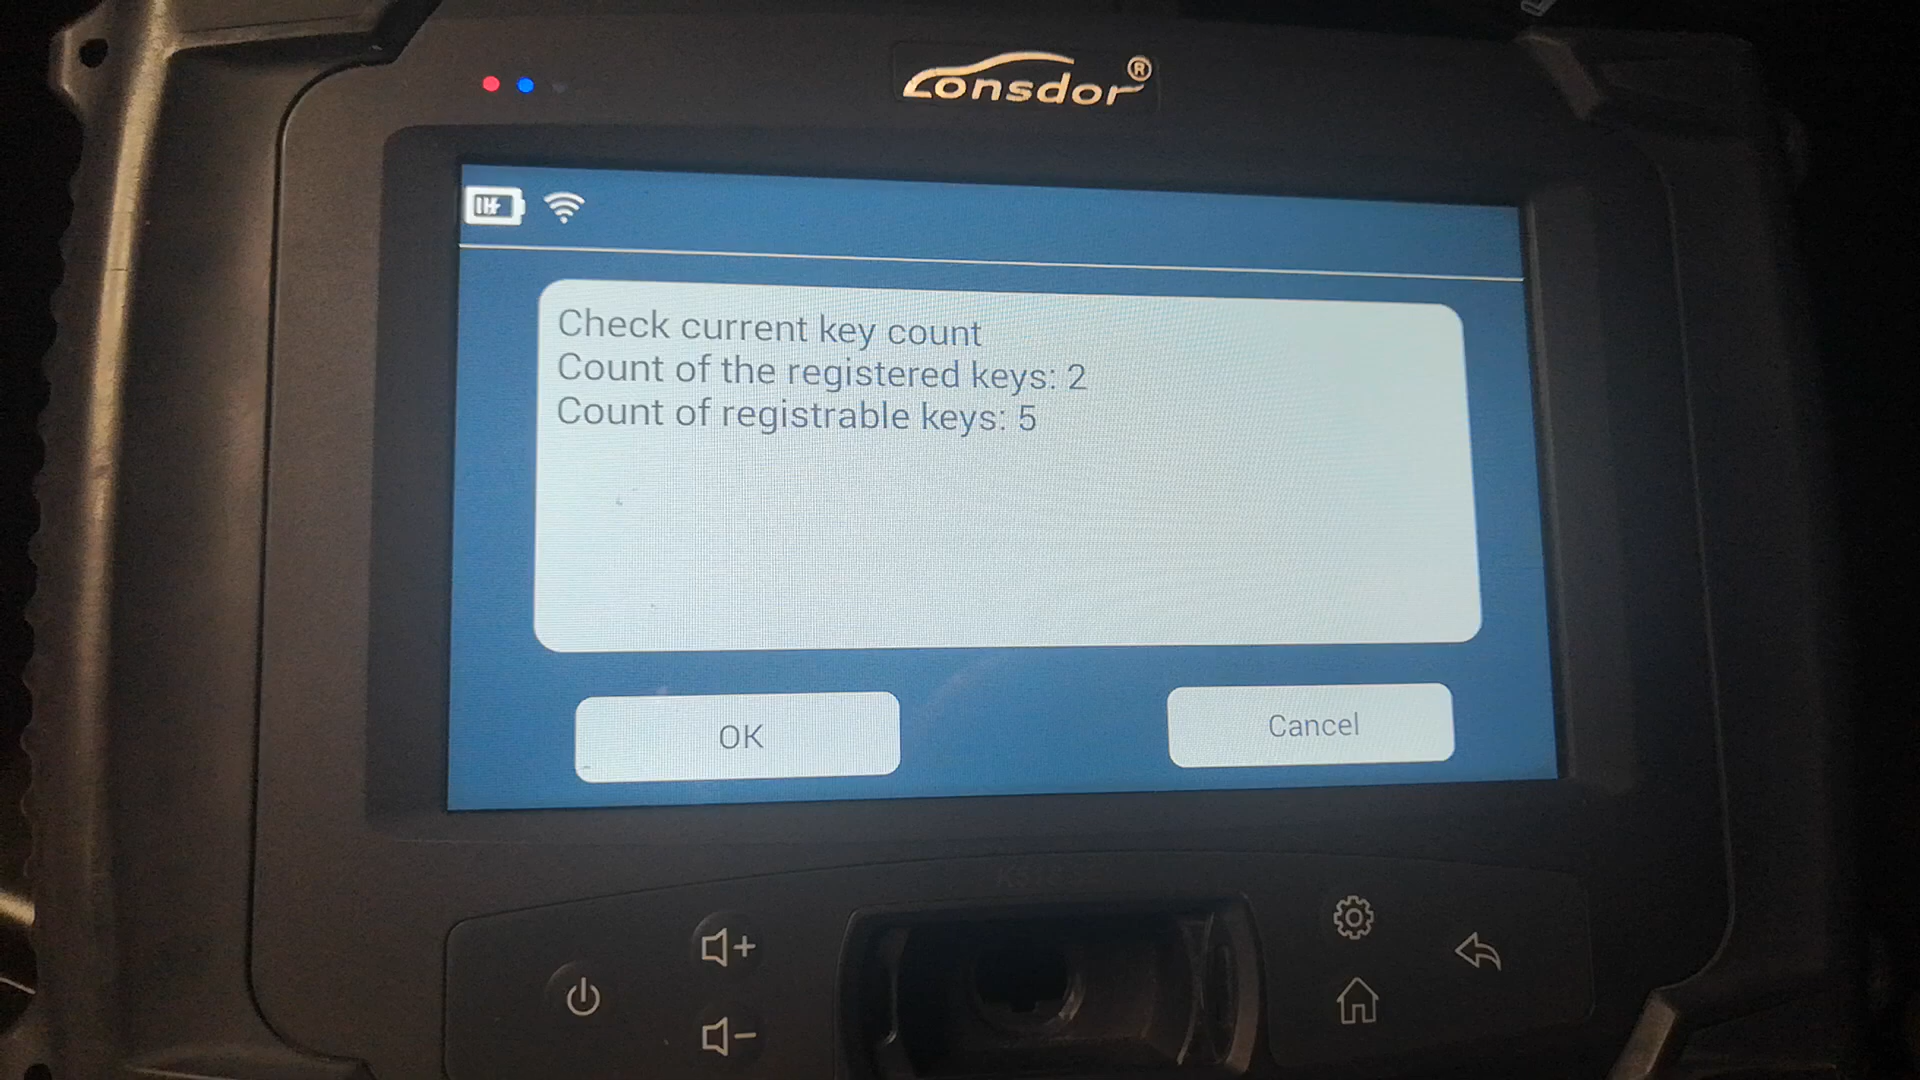 Lonsdor®
Check current key count
Count of the registered keys: 2
Count of registrable keys: 5
OK
Cancel